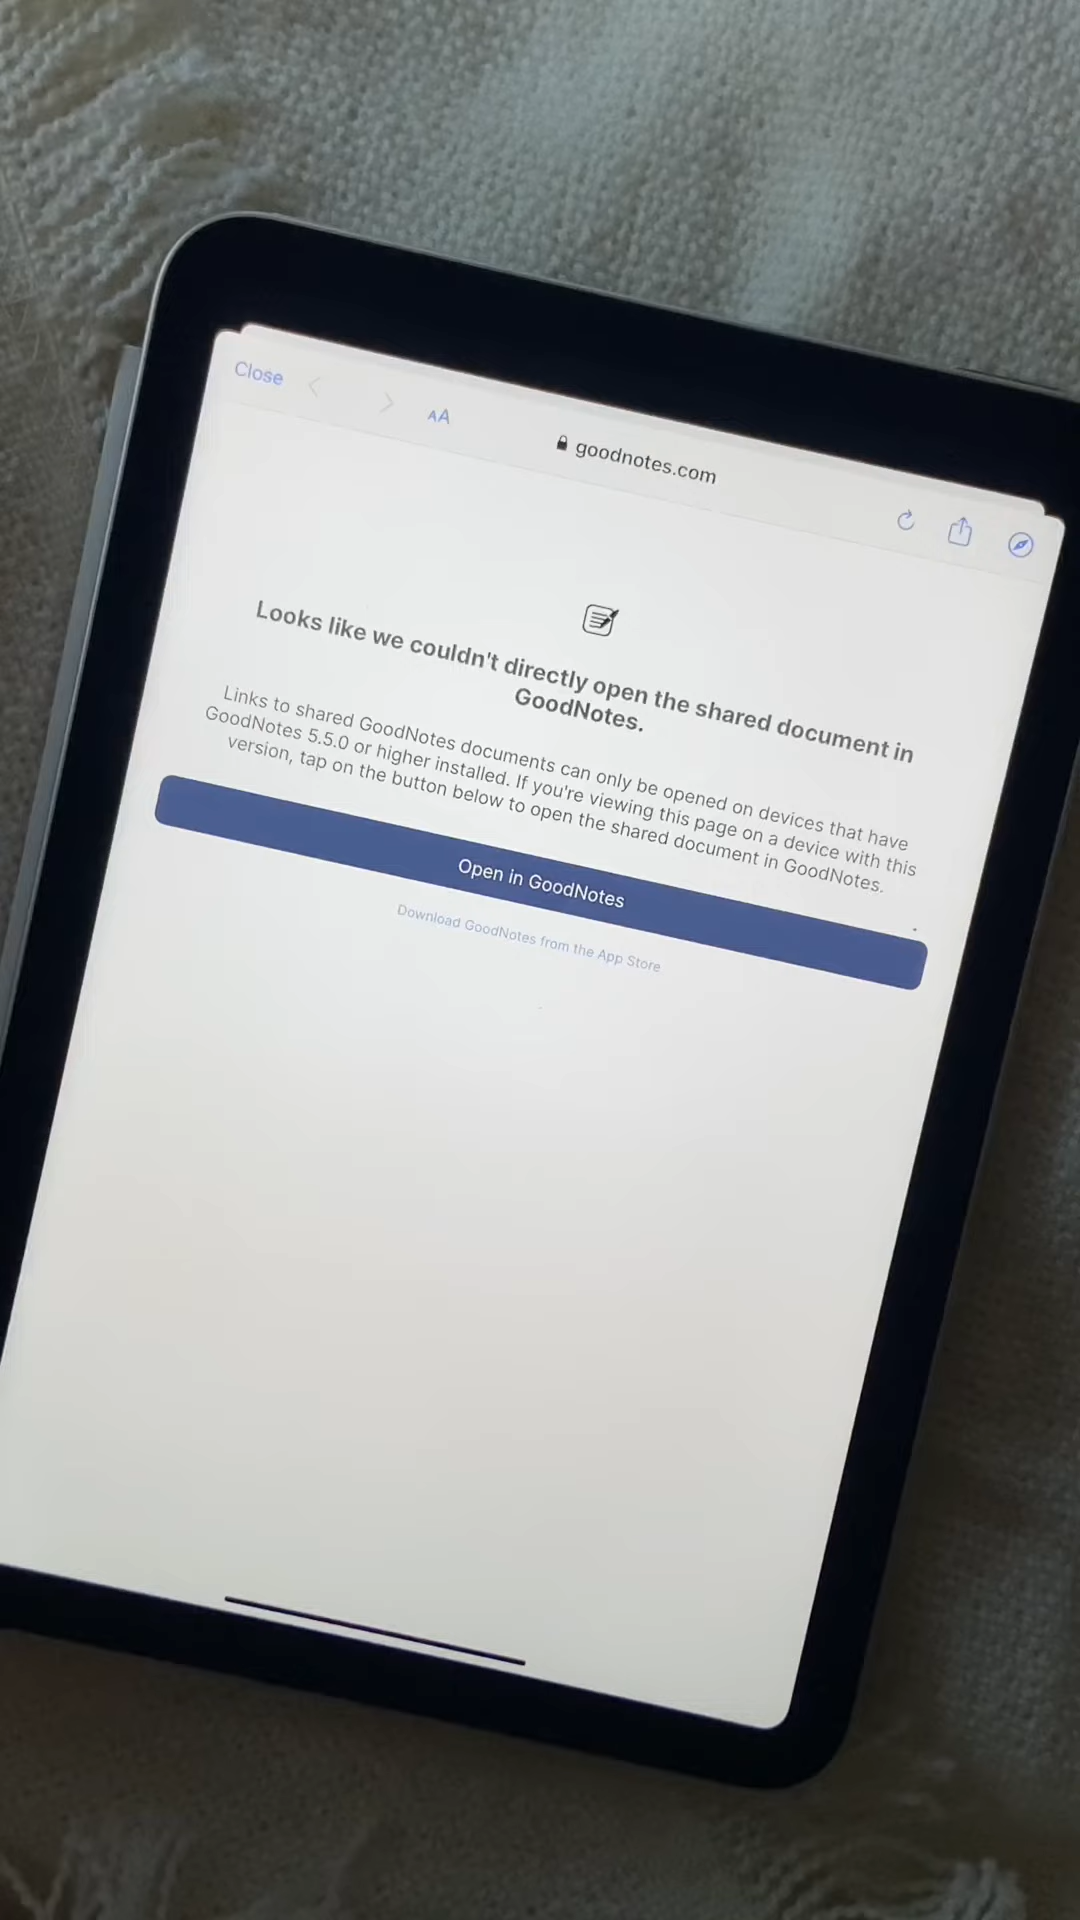 Close
AA
goodnotes.com
Looks like we couldn't directly open the shared document in
GoodNotes.
Links to shared GoodNotes documents can only be opened on devices that have
GoodNotes 5.5.0 or higher installed. If you're viewing this page on a device with this
version, tap on the button below to open the shared document in GoodNotes.
Open in GoodNotes
Download GoodNotes from the App Store